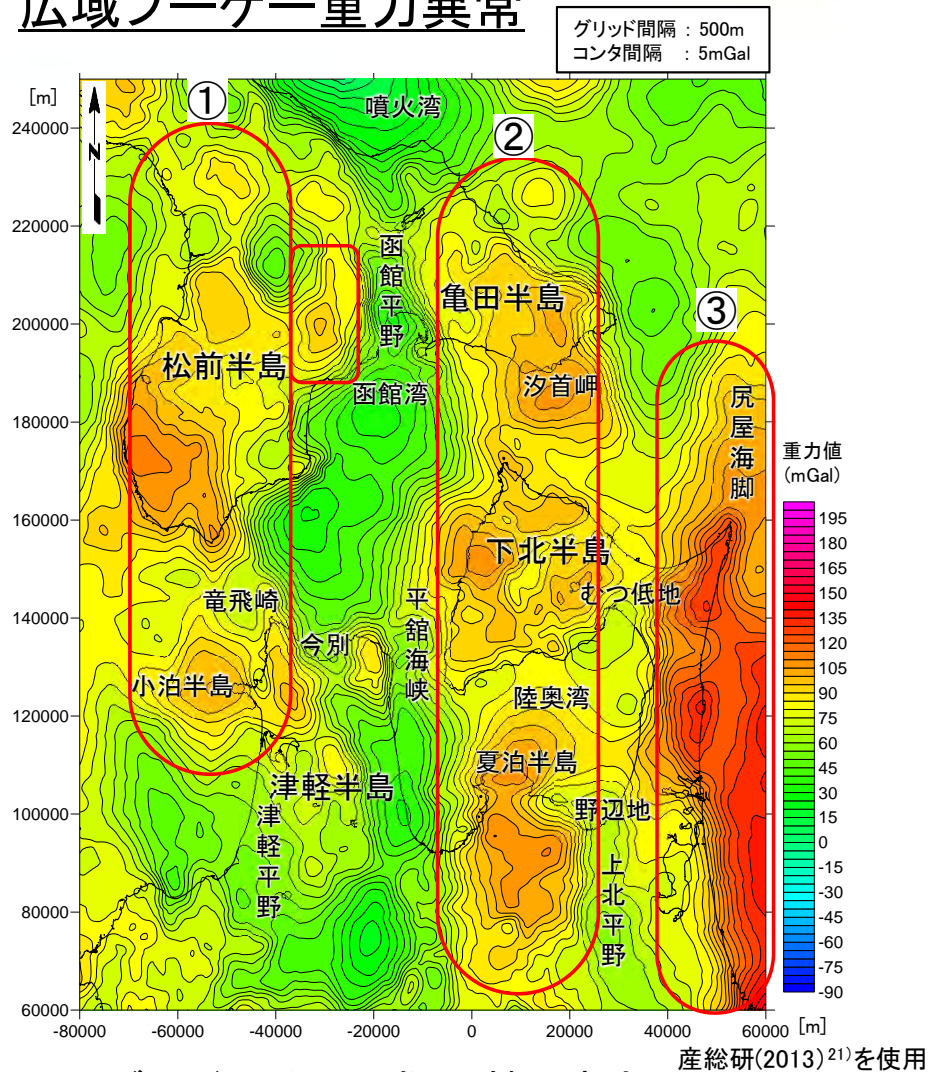 広域ブーゲー重力異常
グリッド間隔 : 500m
コンタ間隔 : 5mGal
[m]
240000
220000
200000
180000
160000
140000
120000
100000
80000
60000
N
①
②
③
噴火湾
函館平野
亀田半島
松前半島
汐首岬
函館湾
尻屋海脚
下北半島
むつ低地
竜飛崎
平舘海峡
今別
小泊半島
陸奥湾
夏泊半島
津軽半島
野辺地
津軽平野
上北平野
重力値
(mGal)
195
180
165
150
135
120
105
90
75
60
45
30
15
0
-15
-30
-45
-60
-75
-90
-80000 -60000 -40000 -20000 0 20000 40000 60000 [m]
産総研(2013)21)を使用